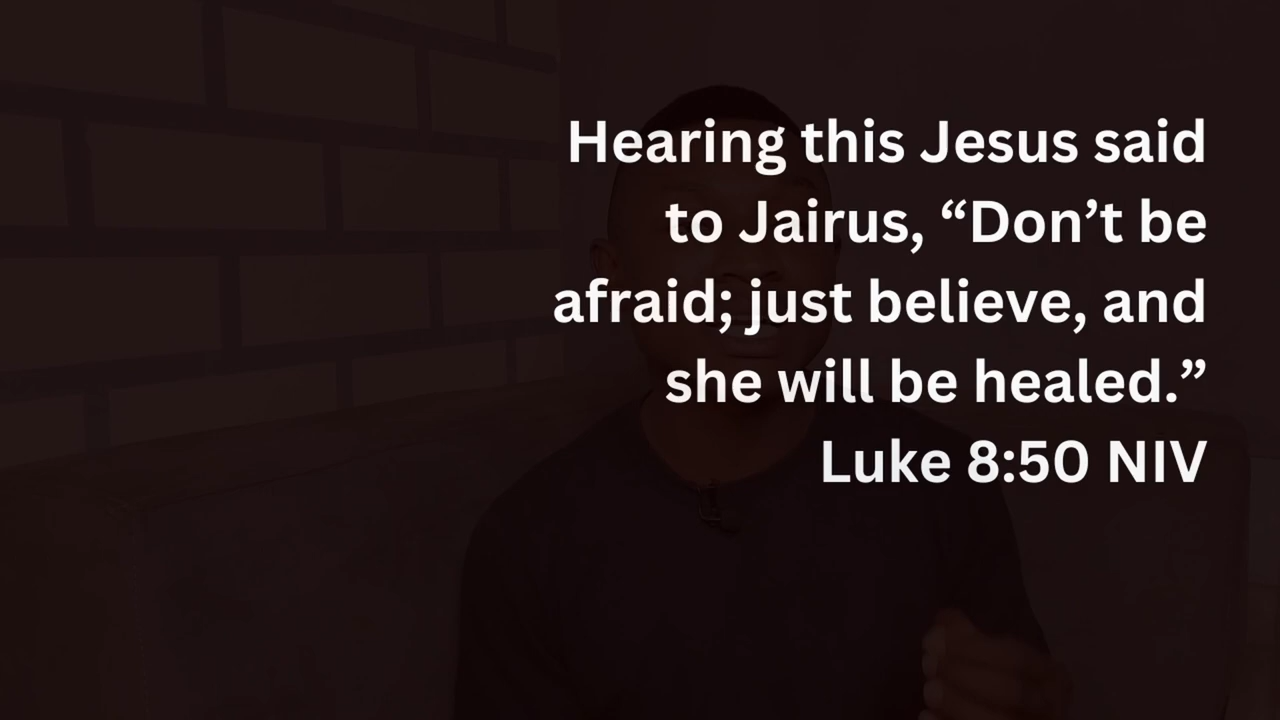 Hearing this Jesus said
to Jairus, “Don’t be
afraid; just believe, and
she will be healed.”
Luke 8:50 NIV